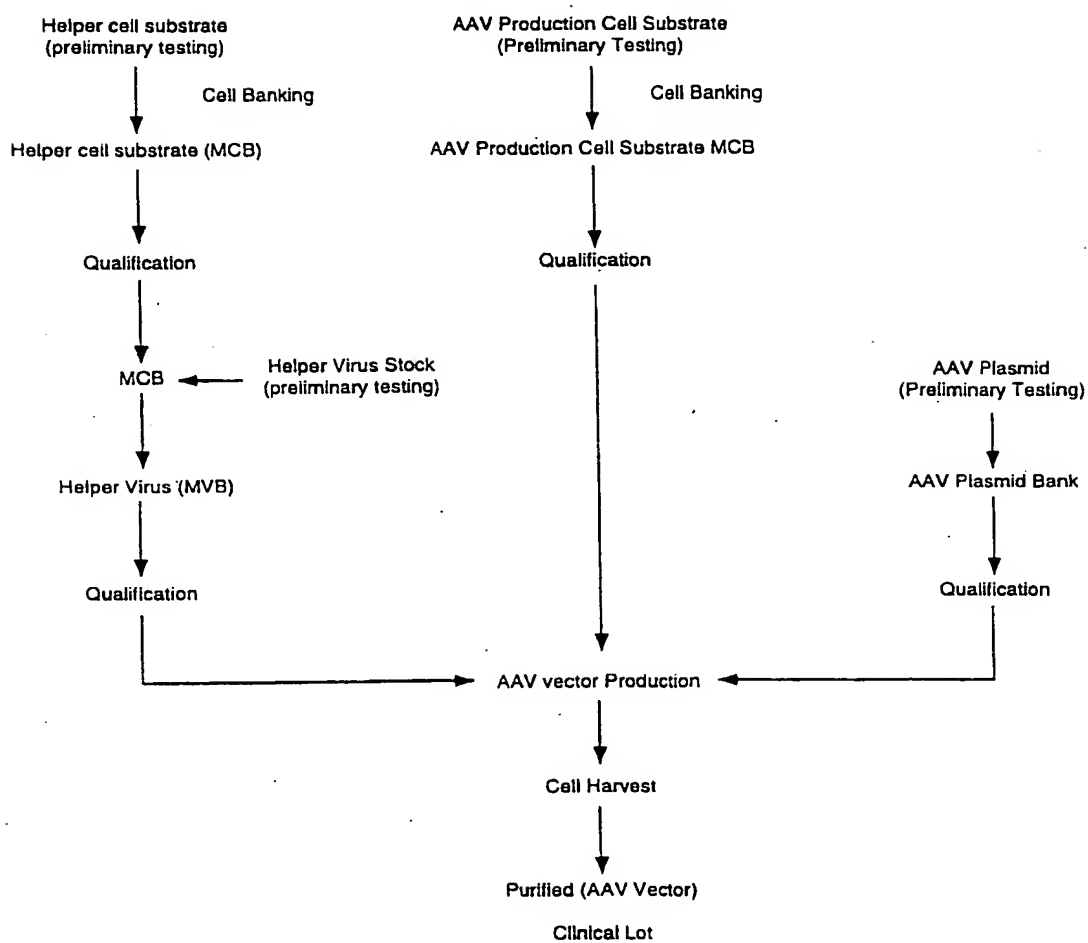 Helper cell substrate
(preliminary testing)
AAV Production Cell Substrate
(Preliminary Testing)
Cell Banking
Cell Banking
Helper cell substrate (MCB)
AAV Production Cell Substrate MCB
Qualification
Qualification
MCB
Helper Virus Stock
(preliminary testing)
AAV Plasmid
(Preliminary Testing)
Helper Virus (MVB)
AAV Plasmid Bank
Qualification
Qualification
AAV vector Production
Cell Harvest
Purified (AAV Vector)
Clinical Lot